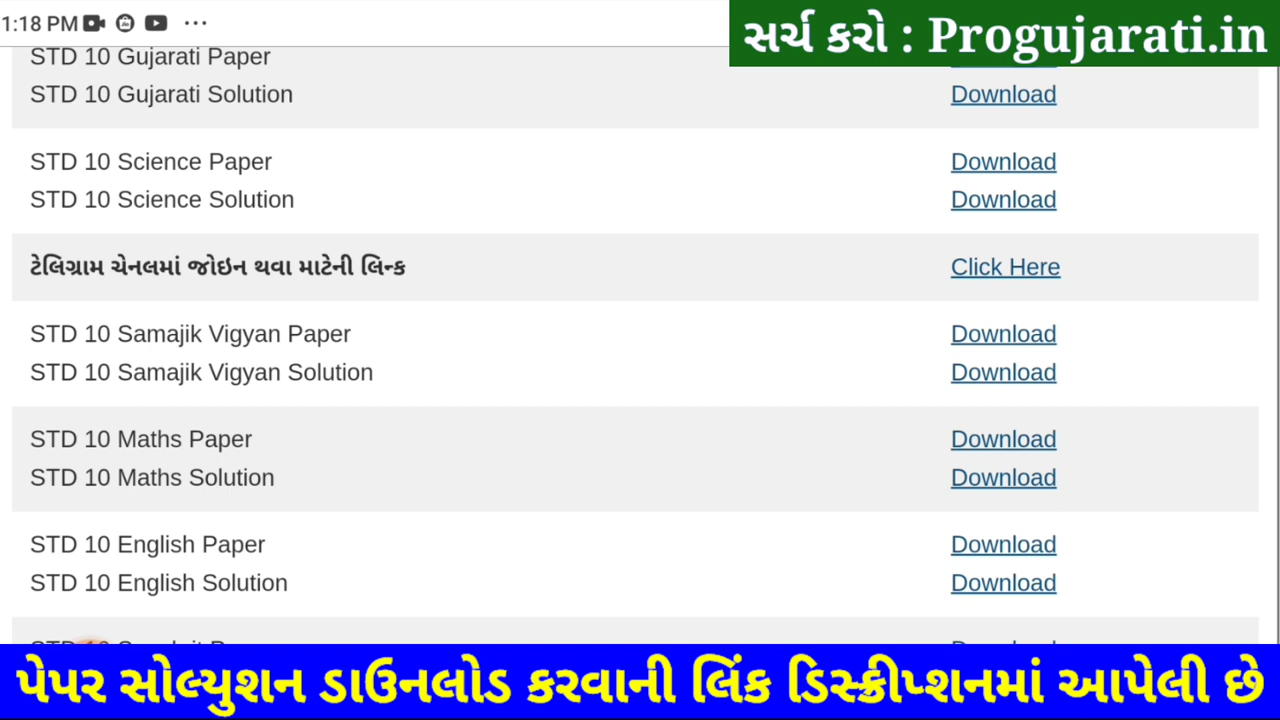 1:18 PM ...
સર્ચ કરો : Progujarati.in
STD 10 Gujarati Paper
STD 10 Gujarati Solution Download
STD 10 Science Paper Download
STD 10 Science Solution Download
ટેલિગ્રામ ચેનલમાં જોઇન થવા માટેની લિન્ક Click Here
STD 10 Samajik Vigyan Paper Download
STD 10 Samajik Vigyan Solution Download
STD 10 Maths Paper Download
STD 10 Maths Solution Download
STD 10 English Paper Download
STD 10 English Solution Download
પેપર સોલ્યુશન ડાઉનલોડ કરવાની લિંક ડિસ્ક્રીપ્શનમાં આપેલી છે